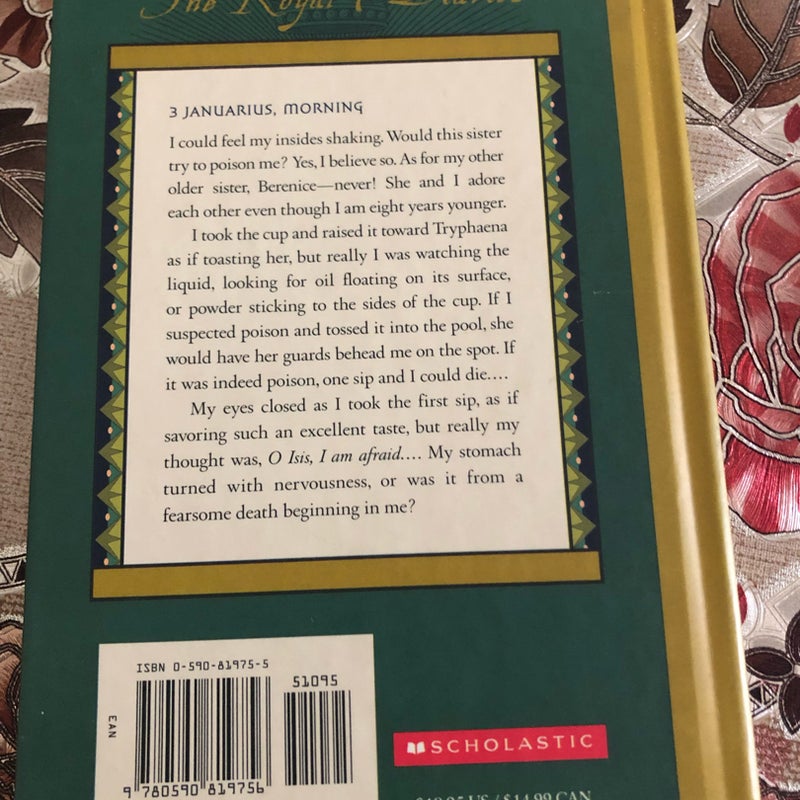 The Royal Diaries
3 JANUARIUS, MORNING
I could feel my insides shaking. Would this sister
try to poison me? Yes, I believe so. As for my other
older sister, Berenice—never! She and I adore
each other even though I am eight years younger.
I took the cup and raised it toward Tryphaena
as if toasting her, but really I was watching the
liquid, looking for oil floating on its surface,
or powder sticking to the sides of the cup. If I
suspected poison and tossed it into the pool, she
would have her guards behead me on the spot. If
it was indeed poison, one sip and I could die....
My eyes closed as I took the first sip, as if
savoring such an excellent taste, but really my
thought was, O Isis, I am afraid.... My stomach
turned with nervousness, or was it from a
fearsome death beginning in me?
ISBN 0-590-81975-5
51095
EAN
9 780590 819756
SCHOLASTIC
US / $14.99 CAN